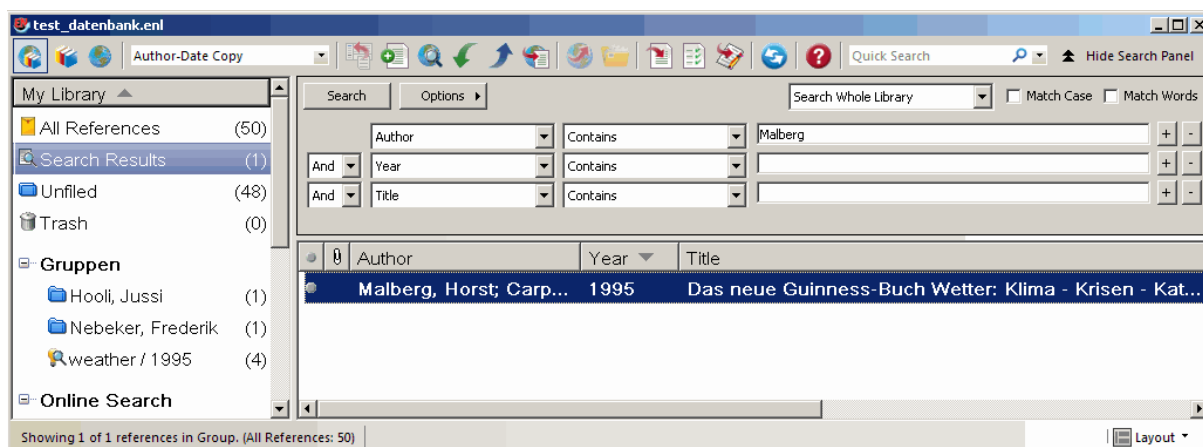 test_datenbank.enl
Author-Date Copy
Quick Search
Hide Search Panel
My Library
Search
Options
Search Whole Library
Match Case
Match Words
All References (50)
Search Results (1)
Unfiled (48)
Trash (0)
Gruppen
Hooli, Jussi (1)
Nebeker, Frederik (1)
weather / 1995 (4)
Online Search
Author Contains Malberg + -
And Year Contains + -
And Title Contains + -
Author Year Title
Malberg, Horst; Carp... 1995 Das neue Guinness-Buch Wetter: Klima - Krisen - Kat...
Showing 1 of 1 references in Group. (All References: 50)
Layout